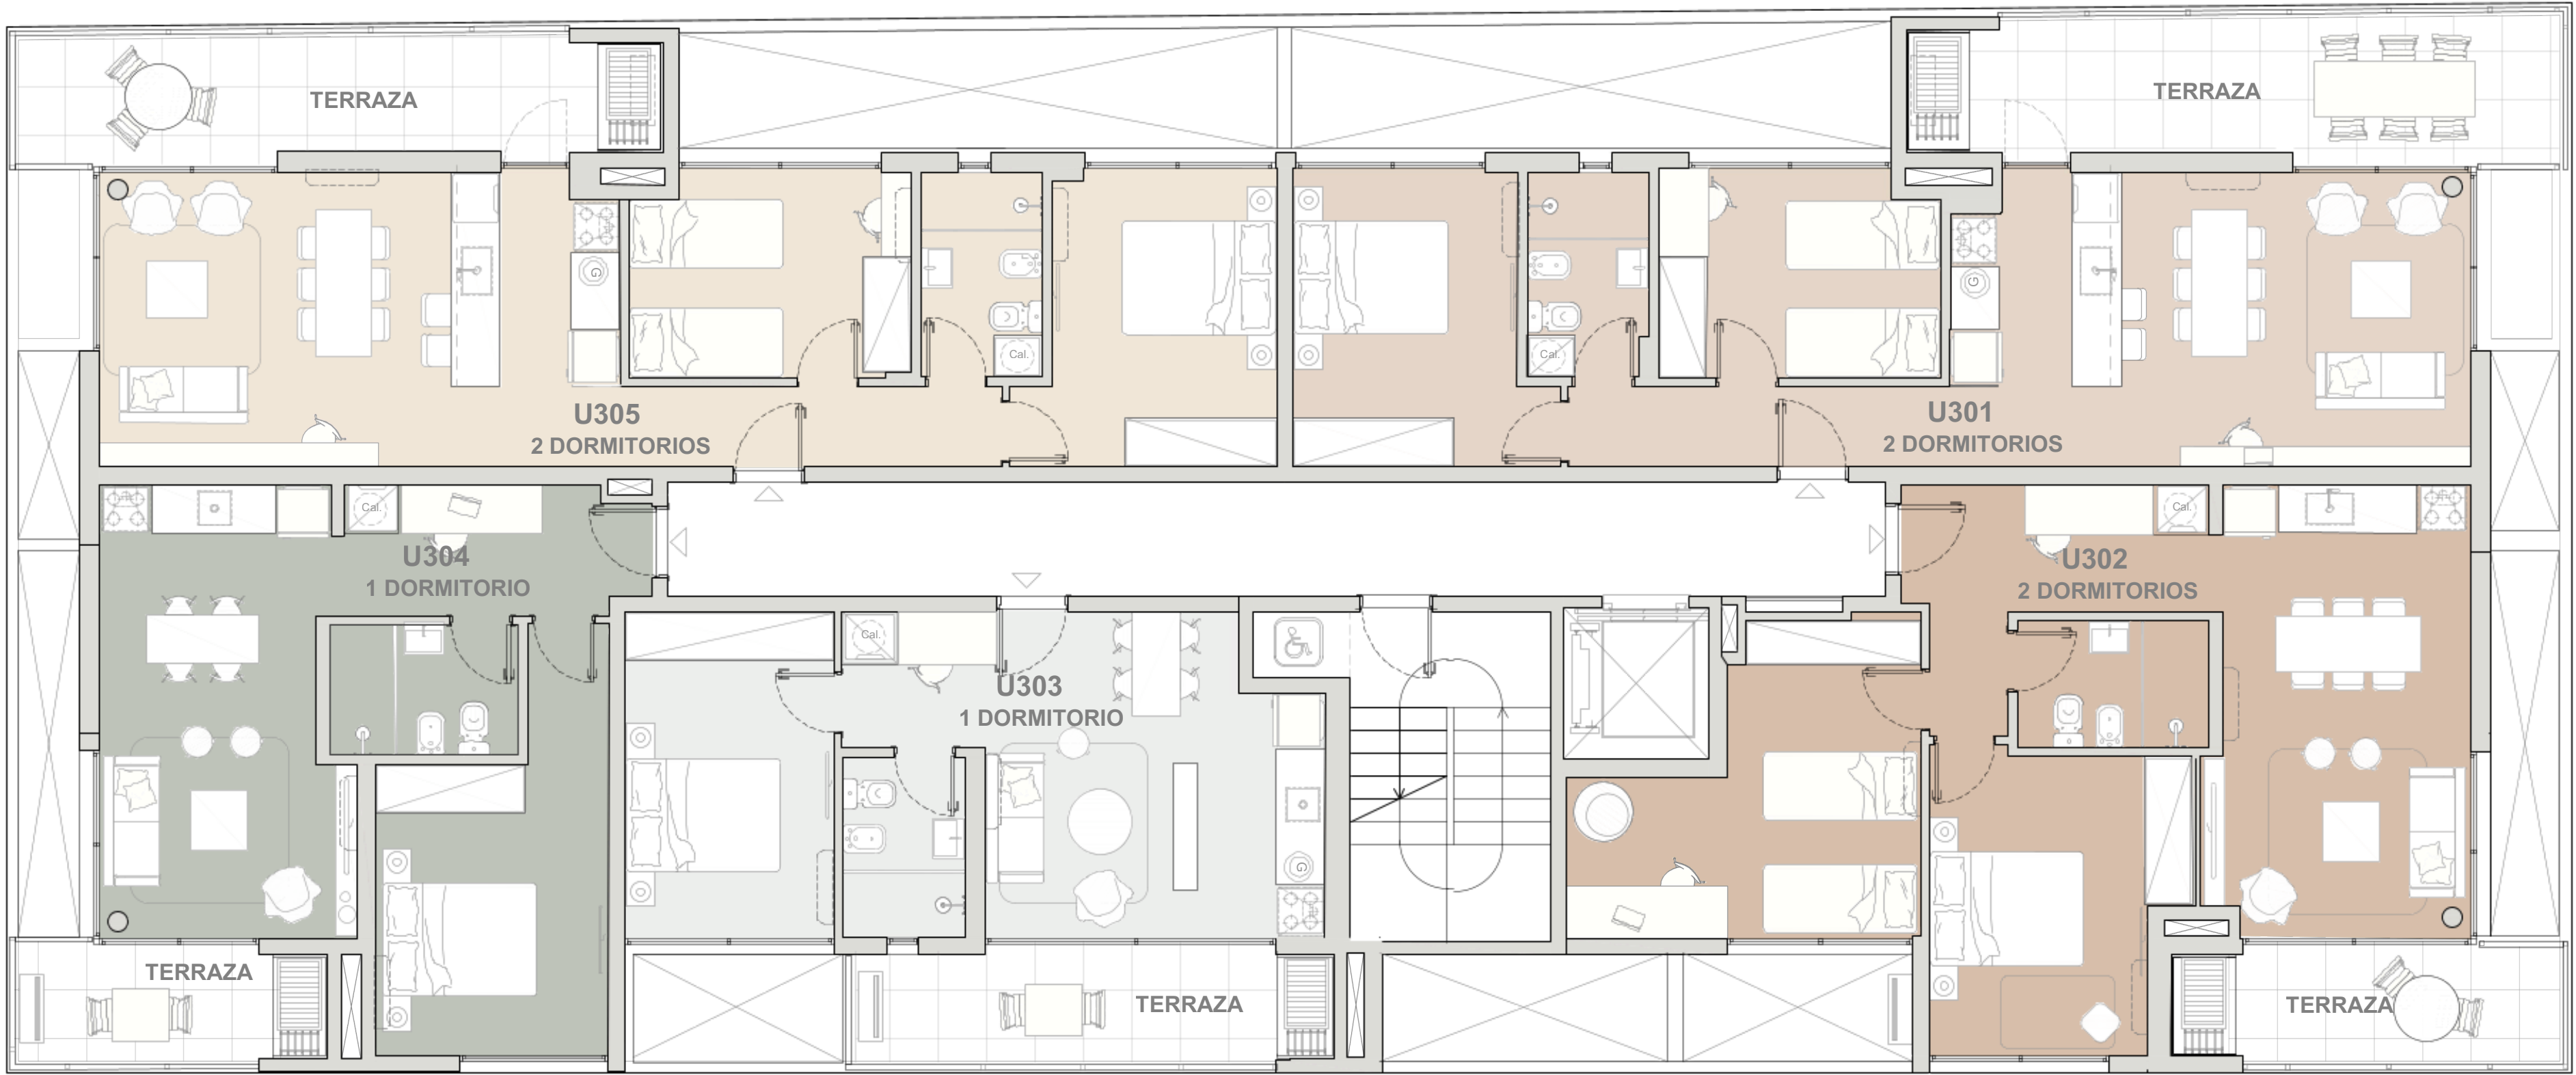 TERRAZA
TERRAZA
G
G
Cal.
Cal.
U305
2 DORMITORIOS
U301
2 DORMITORIOS
Cal.
Cal.
U304
1 DORMITORIO
U302
2 DORMITORIOS
Cal.
U303
1 DORMITORIO
G
TERRAZA
TERRAZA
TERRAZA